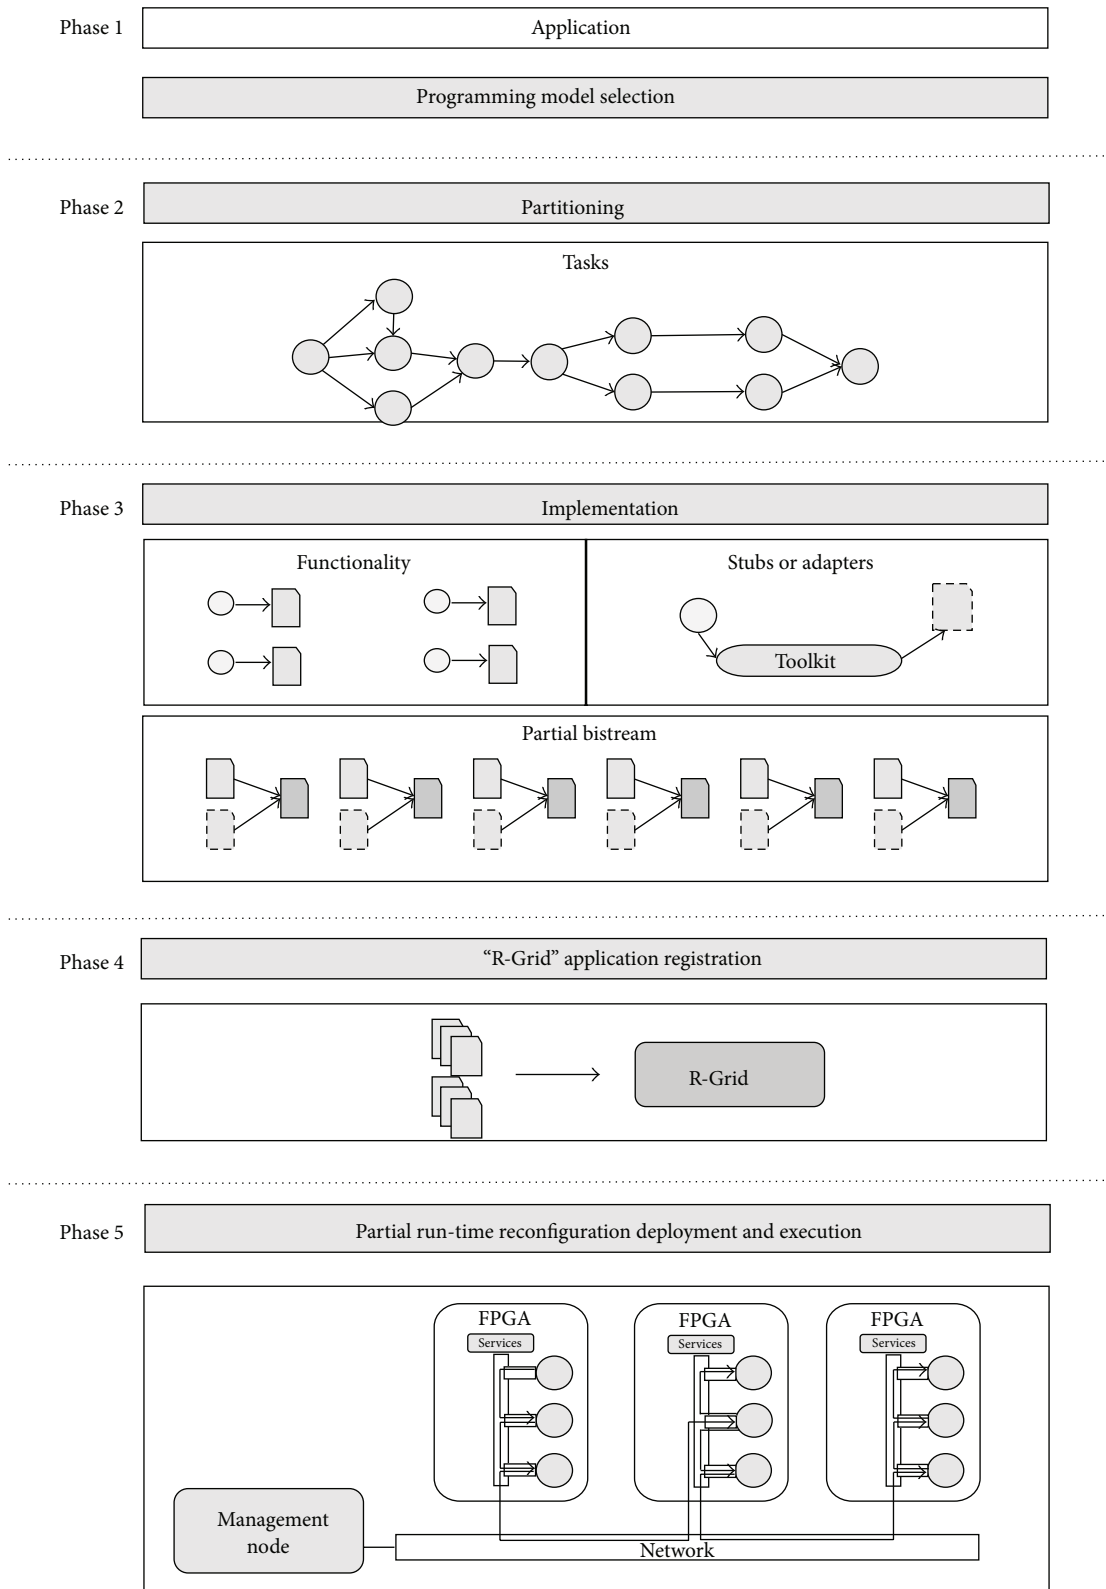 Phase 1
Application
Programming model selection
Phase 2
Partitioning
Tasks
Phase 3
Implementation
Functionality
Stubs or adapters
Toolkit
Partial bistream
Phase 4
“R-Grid” application registration
R-Grid
Phase 5
Partial run-time reconfiguration deployment and execution
FPGA
Services
FPGA
Services
FPGA
Services
Management
node
Network